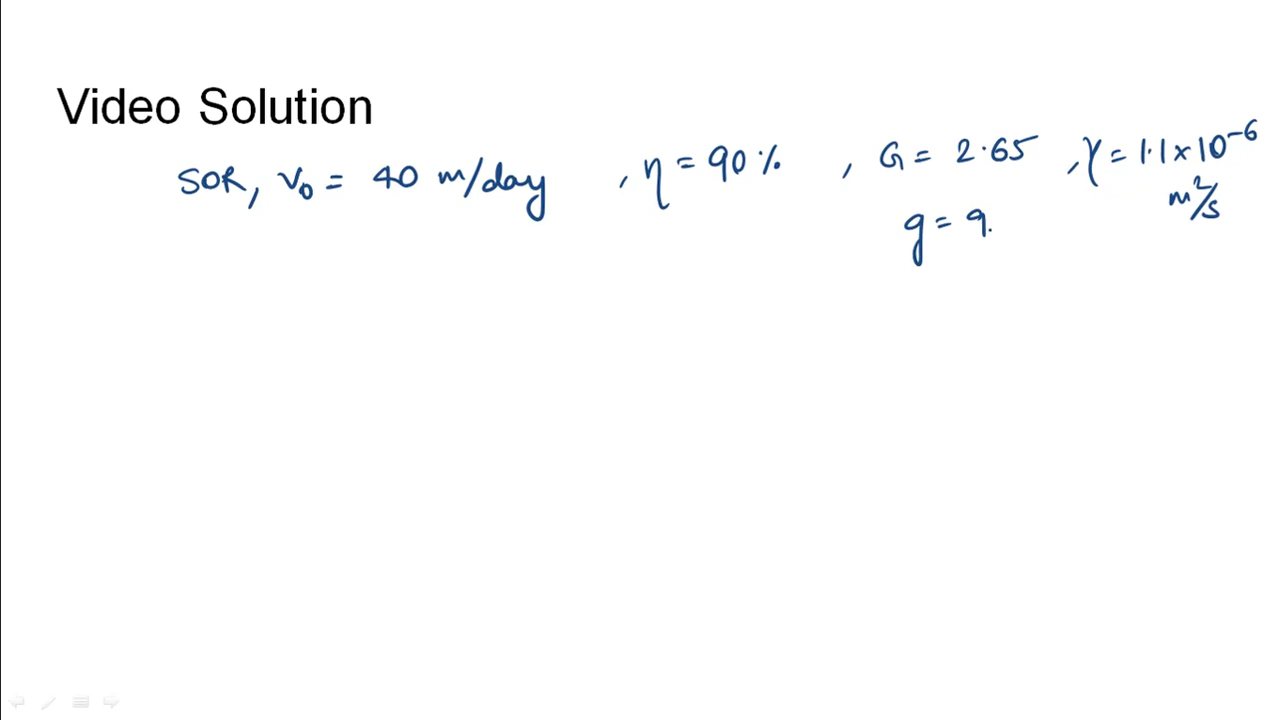 Video Solution
SOR, v₀ = 40 m/day , η = 90 % , G = 2.65 , γ = 1.1 × 10⁻⁶ m²/s
g = 9.